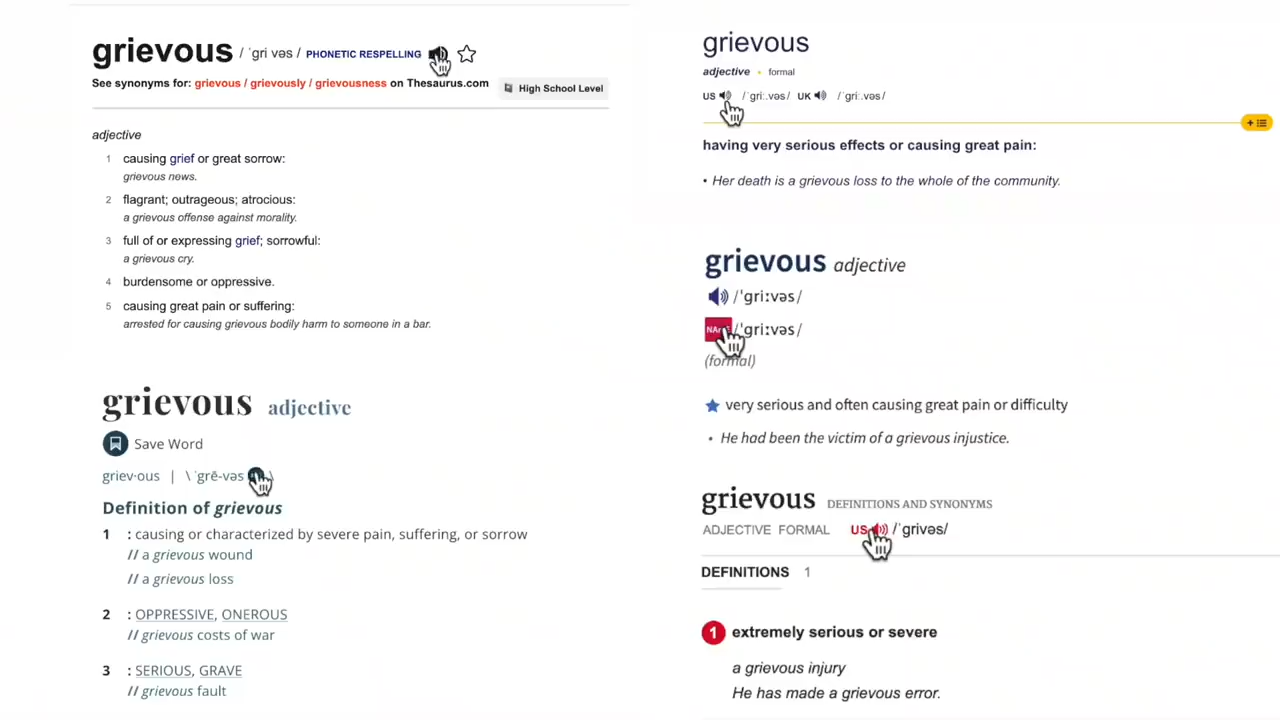 grievous / ˈgri vəs / PHONETIC RESPELLING
See synonyms for: grievous / grievously / grievousness on Thesaurus.com
High School Level
adjective
1 causing grief or great sorrow:
grievous news.
2 flagrant; outrageous; atrocious:
a grievous offense against morality.
3 full of or expressing grief; sorrowful:
a grievous cry.
4 burdensome or oppressive.
5 causing great pain or suffering:
arrested for causing grievous bodily harm to someone in a bar.
grievous adjective
Save Word
griev·ous | \ ˈgrē-vəs \
Definition of grievous
1 : causing or characterized by severe pain, suffering, or sorrow
// a grievous wound
// a grievous loss
2 : OPPRESSIVE, ONEROUS
// grievous costs of war
3 : SERIOUS, GRAVE
// grievous fault
grievous
adjective • formal
US /ˈɡriː.vəs/ UK /ˈɡriː.vəs/
+
having very serious effects or causing great pain:
• Her death is a grievous loss to the whole of the community.
grievous adjective
/ˈɡriːvəs/
/ˈɡriːvəs/
(formal)
very serious and often causing great pain or difficulty
• He had been the victim of a grievous injustice.
grievous DEFINITIONS AND SYNONYMS
ADJECTIVE FORMAL US /ˈɡrivəs/
DEFINITIONS 1
1 extremely serious or severe
a grievous injury
He has made a grievous error.